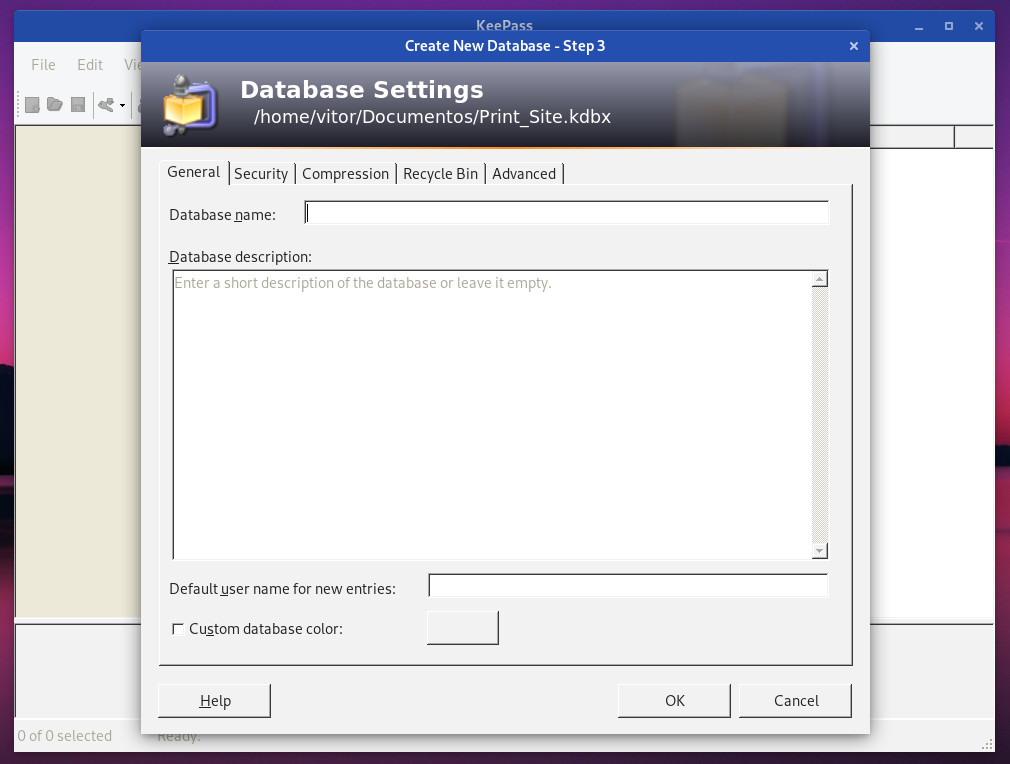 KeePass
Create New Database - Step 3
File Edit
Database Settings
/home/vitor/Documentos/Print_Site.kdbx
General Security Compression Recycle Bin Advanced
Database name:
Database description:
Enter a short description of the database or leave it empty.
Default user name for new entries:
Custom database color:
Help OK Cancel
0 of 0 selected Ready.